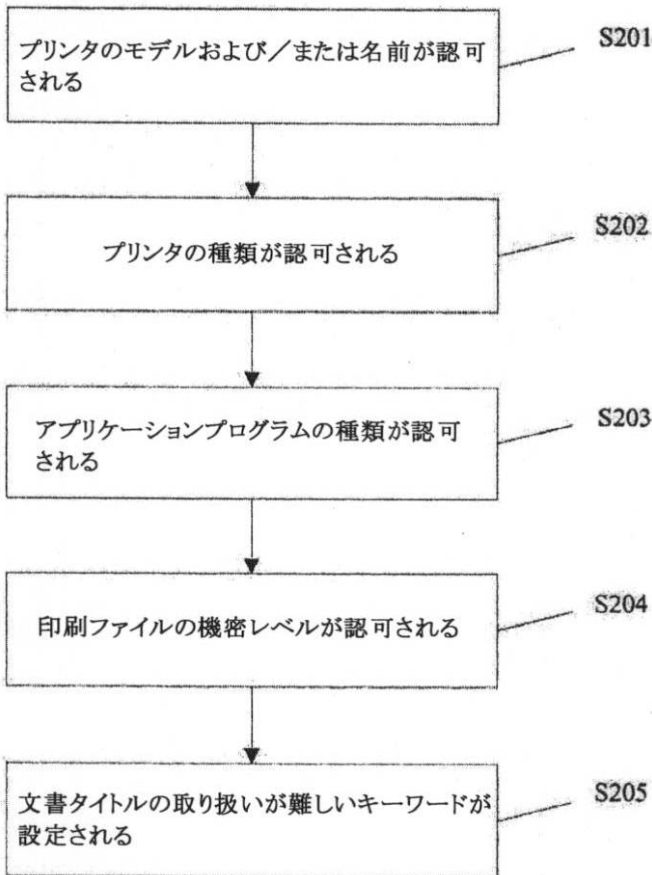 プリンタのモデルおよび／または名前が認可
される
S201
プリンタの種類が認可される
S202
アプリケーションプログラムの種類が認可
される
S203
印刷ファイルの機密レベルが認可される
S204
文書タイトルの取り扱いが難しいキーワードが
設定される
S205